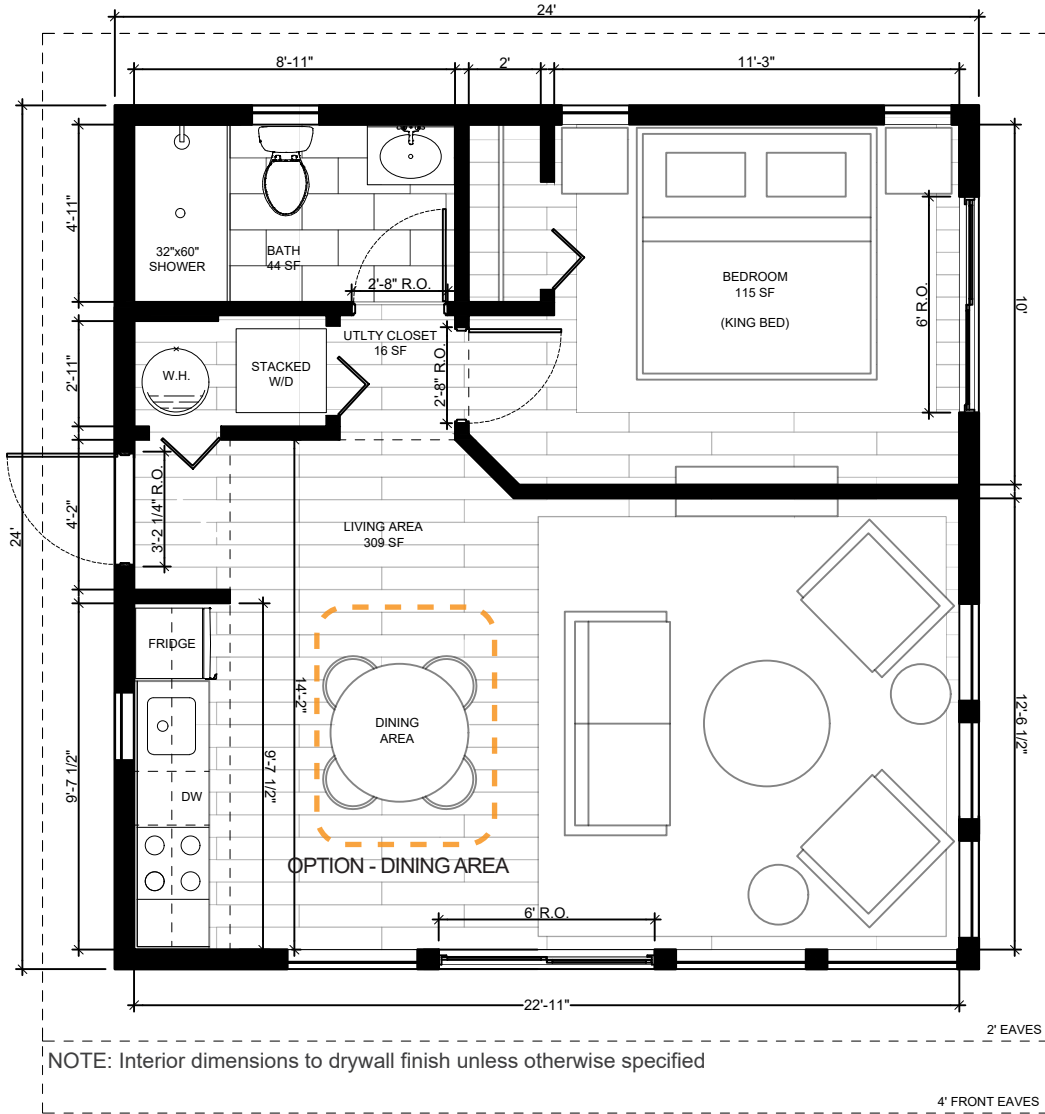 24'
8'-11"
2'
11'-3"
4'-11"
32"x60"
SHOWER
BATH
44 SF
2'-8" R.O.
BEDROOM
115 SF
(KING BED)
6' R.O.
10'
UTLTY CLOSET
16 SF
2'-11"
W.H.
STACKED
W/D
2'-8" R.O.
24'
4'-2"
3'-2 1/4" R.O.
LIVING AREA
309 SF
FRIDGE
14'-2"
DINING
AREA
12'-6 1/2"
9'-7 1/2"
9'-7 1/2"
DW
OPTION - DINING AREA
6' R.O.
22'-11"
2' EAVES
NOTE: Interior dimensions to drywall finish unless otherwise specified
4' FRONT EAVES